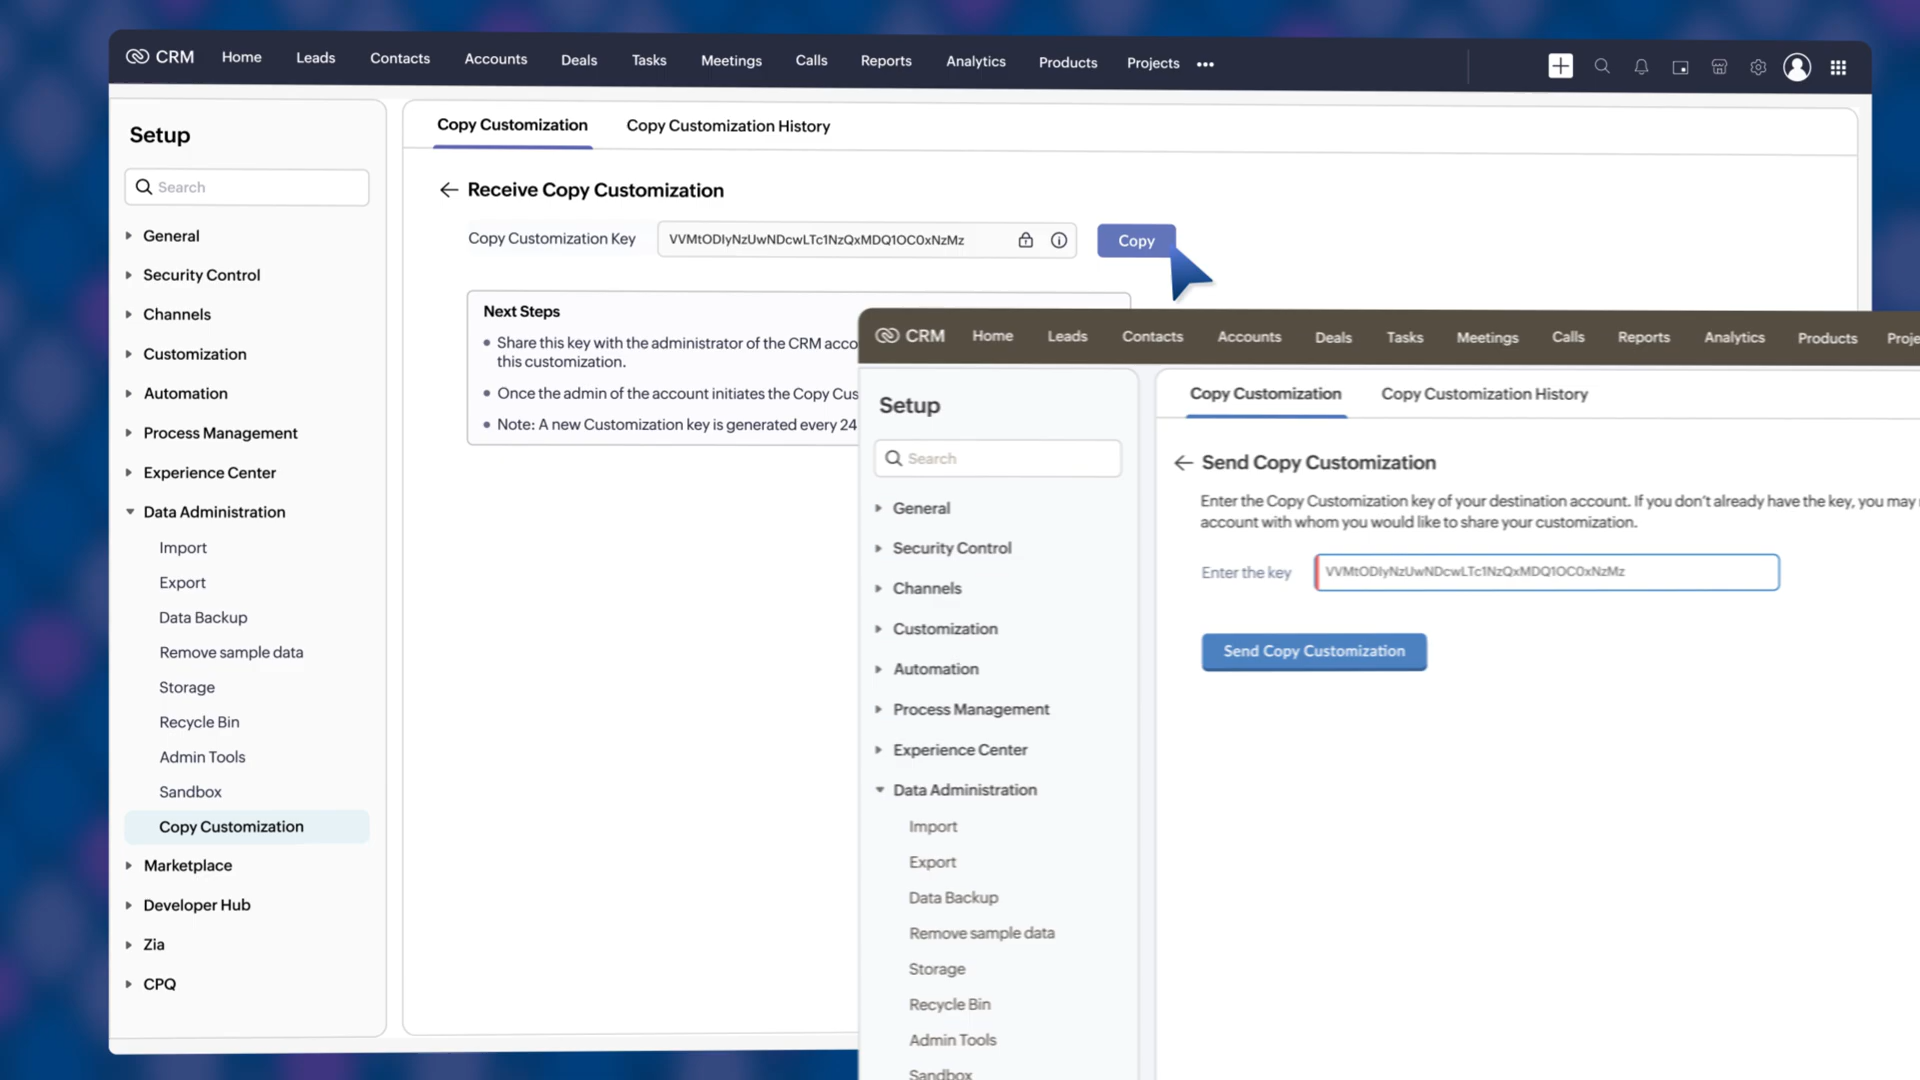 CRM Home Leads Contacts Accounts Deals Tasks Meetings Calls Reports Analytics Products Projects •••
Setup
Search
General
Security Control
Channels
Customization
Automation
Process Management
Experience Center
Data Administration
Import
Export
Data Backup
Remove sample data
Storage
Recycle Bin
Admin Tools
Sandbox
Copy Customization
Marketplace
Developer Hub
Zia
CPQ
Copy Customization Copy Customization History
Receive Copy Customization
Copy Customization Key VVMtODIyNzUwNDcwLTc1NzQxMDQ1OC0xNzMz Copy
Next Steps
• Share this key with the administrator of the CRM acco
this customization.
• Once the admin of the account initiates the Copy Cus
• Note: A new Customization key is generated every 24
CRM Home Leads Contacts Accounts Deals Tasks Meetings Calls Reports Analytics Products Proje
Setup
Search
General
Security Control
Channels
Customization
Automation
Process Management
Experience Center
Data Administration
Import
Export
Data Backup
Remove sample data
Storage
Recycle Bin
Admin Tools
Sandbox
Copy Customization Copy Customization History
Send Copy Customization
Enter the Copy Customization key of your destination account. If you don't already have the key, you may
account with whom you would like to share your customization.
Enter the key VVMtODIyNzUwNDcwLTc1NzQxMDQ1OC0xNzMz
Send Copy Customization